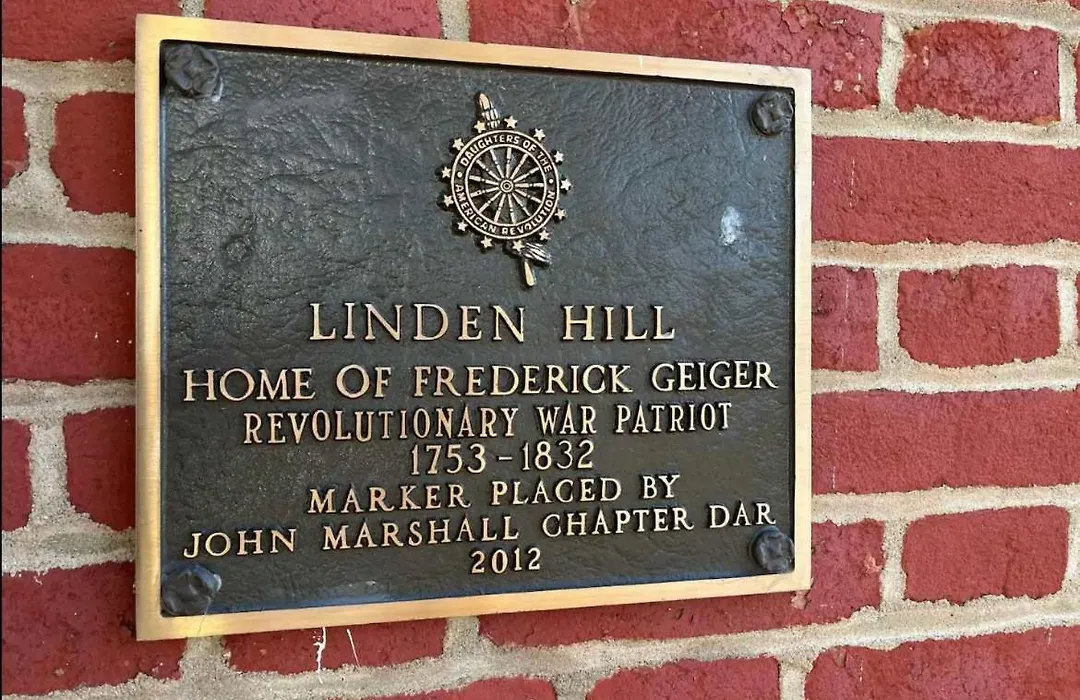 DAUGHTERS OF THE
AMERICAN REVOLUTION
LINDEN HILL
HOME OF FREDERICK GEIGER
REVOLUTIONARY WAR PATRIOT
1753-1832
MARKER PLACED BY
JOHN MARSHALL CHAPTER DAR
2012